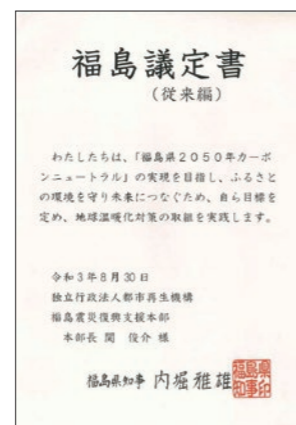 福島議定書
（従来編）
わたしたちは、「福島県２０５０年カーボ
ンニュートラル」の実現を目指し、ふるさと
の環境を守り未来につなぐため、自ら目標を
定め、地球温暖化対策の取組を実践します。
令和３年８月３０日
独立行政法人都市再生機構
福島震災復興支援本部
本部長 関 俊介 様
福島県知事 内堀雅雄
福島県知事印